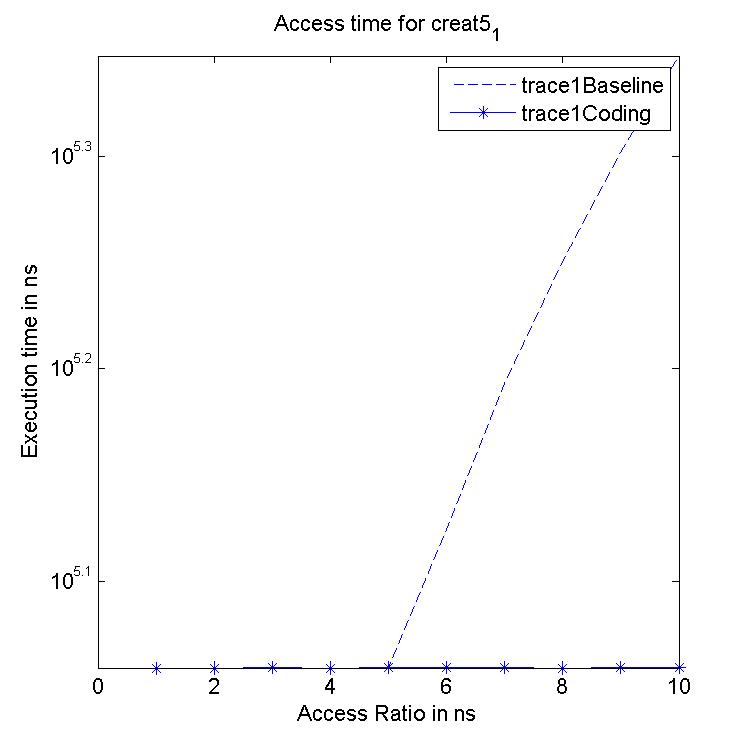 Access time for creat5₁
trace1Baseline
trace1Coding
10^5.3
10^5.2
10^5.1
Execution time in ns
0 2 4 6 8 10
Access Ratio in ns